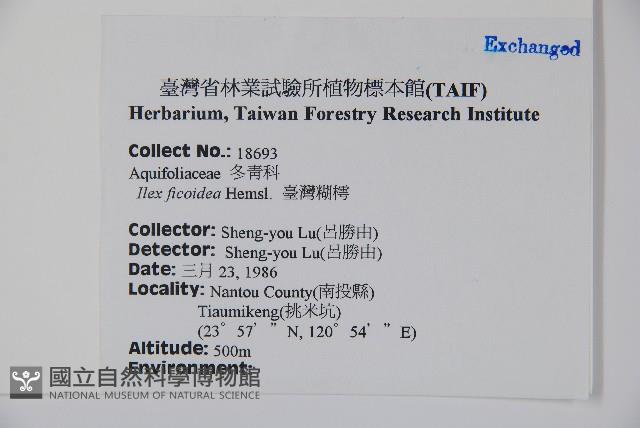 Exchanged
臺灣省林業試驗所植物標本館(TAIF)
Herbarium, Taiwan Forestry Research Institute
Collect No.: 18693
Aquifoliaceae 冬青科
Ilex ficoidea Hemsl. 臺灣糊樗
Collector: Sheng-you Lu(呂勝由)
Detector: Sheng-you Lu(呂勝由)
Date: 三月 23, 1986
Locality: Nantou County(南投縣)
Tiaumikeng(挑米坑)
(23° 57' " N, 120° 54' " E)
Altitude: 500m
Environment:
國立自然科學博物館
NATIONAL MUSEUM OF NATURAL SCIENCE